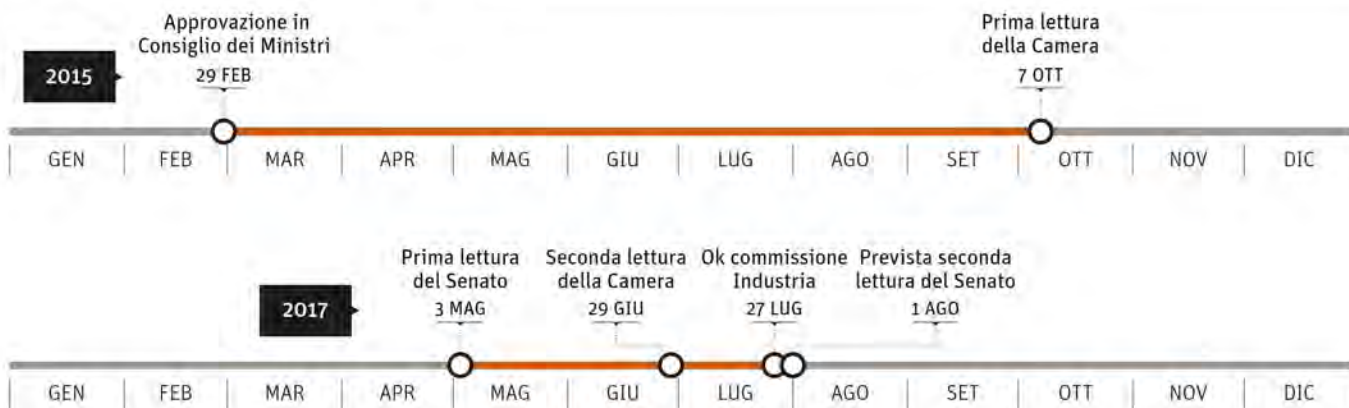 Approvazione in
Consiglio dei Ministri
29 FEB
Prima lettura
della Camera
7 OTT
2015
GEN FEB MAR APR MAG GIU LUG AGO SET OTT NOV DIC
Prima lettura
del Senato
3 MAG
Seconda lettura
della Camera
29 GIU
Ok commissione
Industria
27 LUG
Prevista seconda
lettura del Senato
1 AGO
2017
GEN FEB MAR APR MAG GIU LUG AGO SET OTT NOV DIC